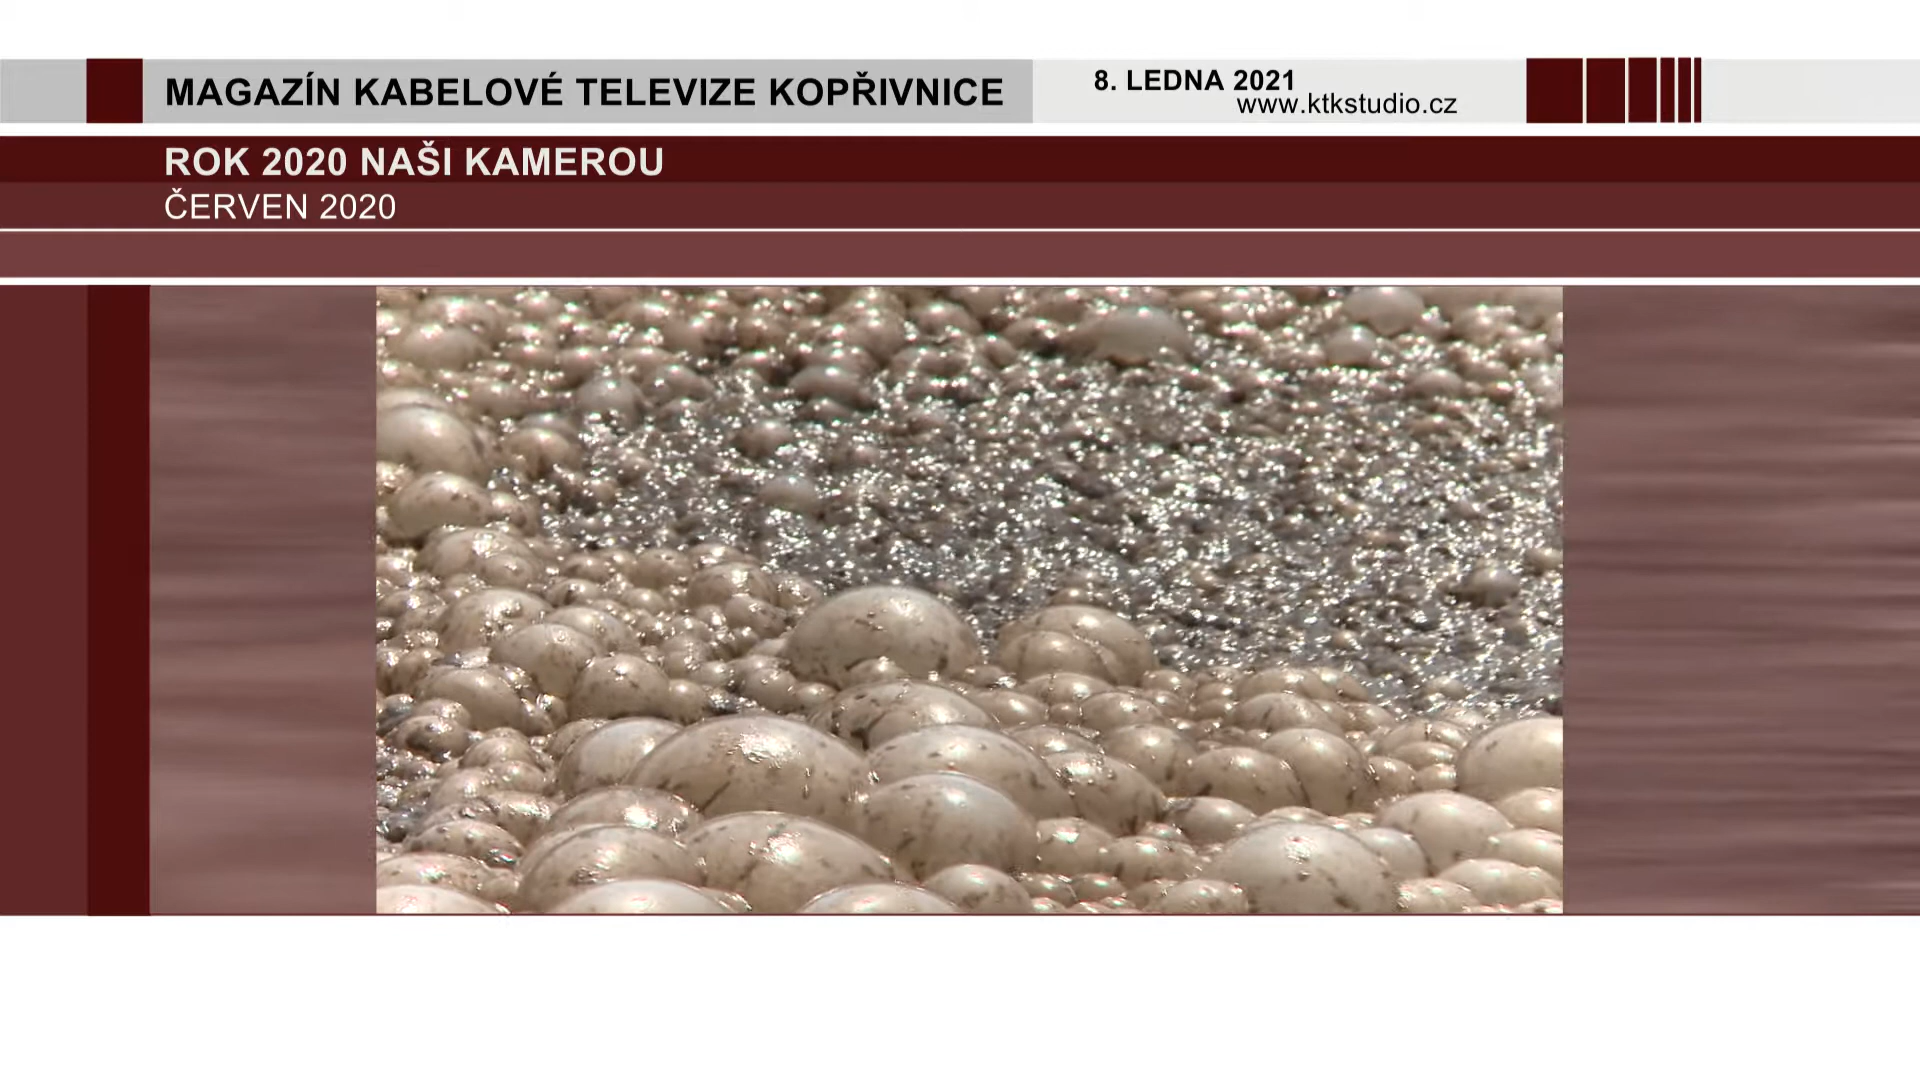 MAGAZÍN KABELOVÉ TELEVIZE KOPŘIVNICE
8. LEDNA 2021
www.ktkstudio.cz
ROK 2020 NAŠI KAMEROU
ČERVEN 2020